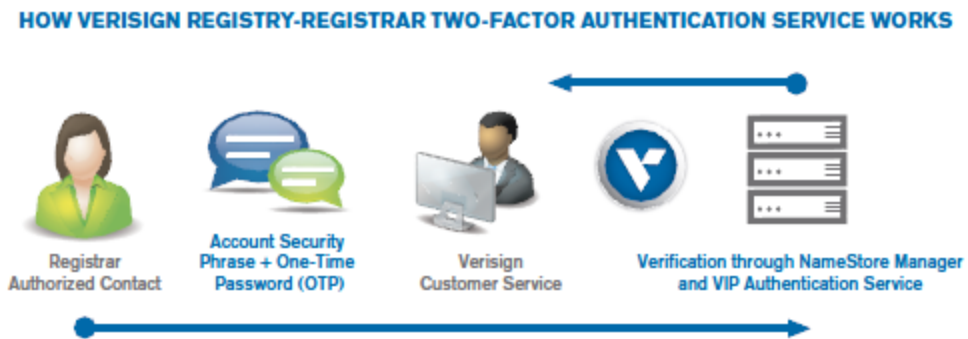 HOW VERISIGN REGISTRY-REGISTRAR TWO-FACTOR AUTHENTICATION SERVICE WORKS
Registrar
Authorized Contact
Account Security
Phrase + One-Time
Password (OTP)
Verisign
Customer Service
Verification through NameStore Manager
and VIP Authentication Service